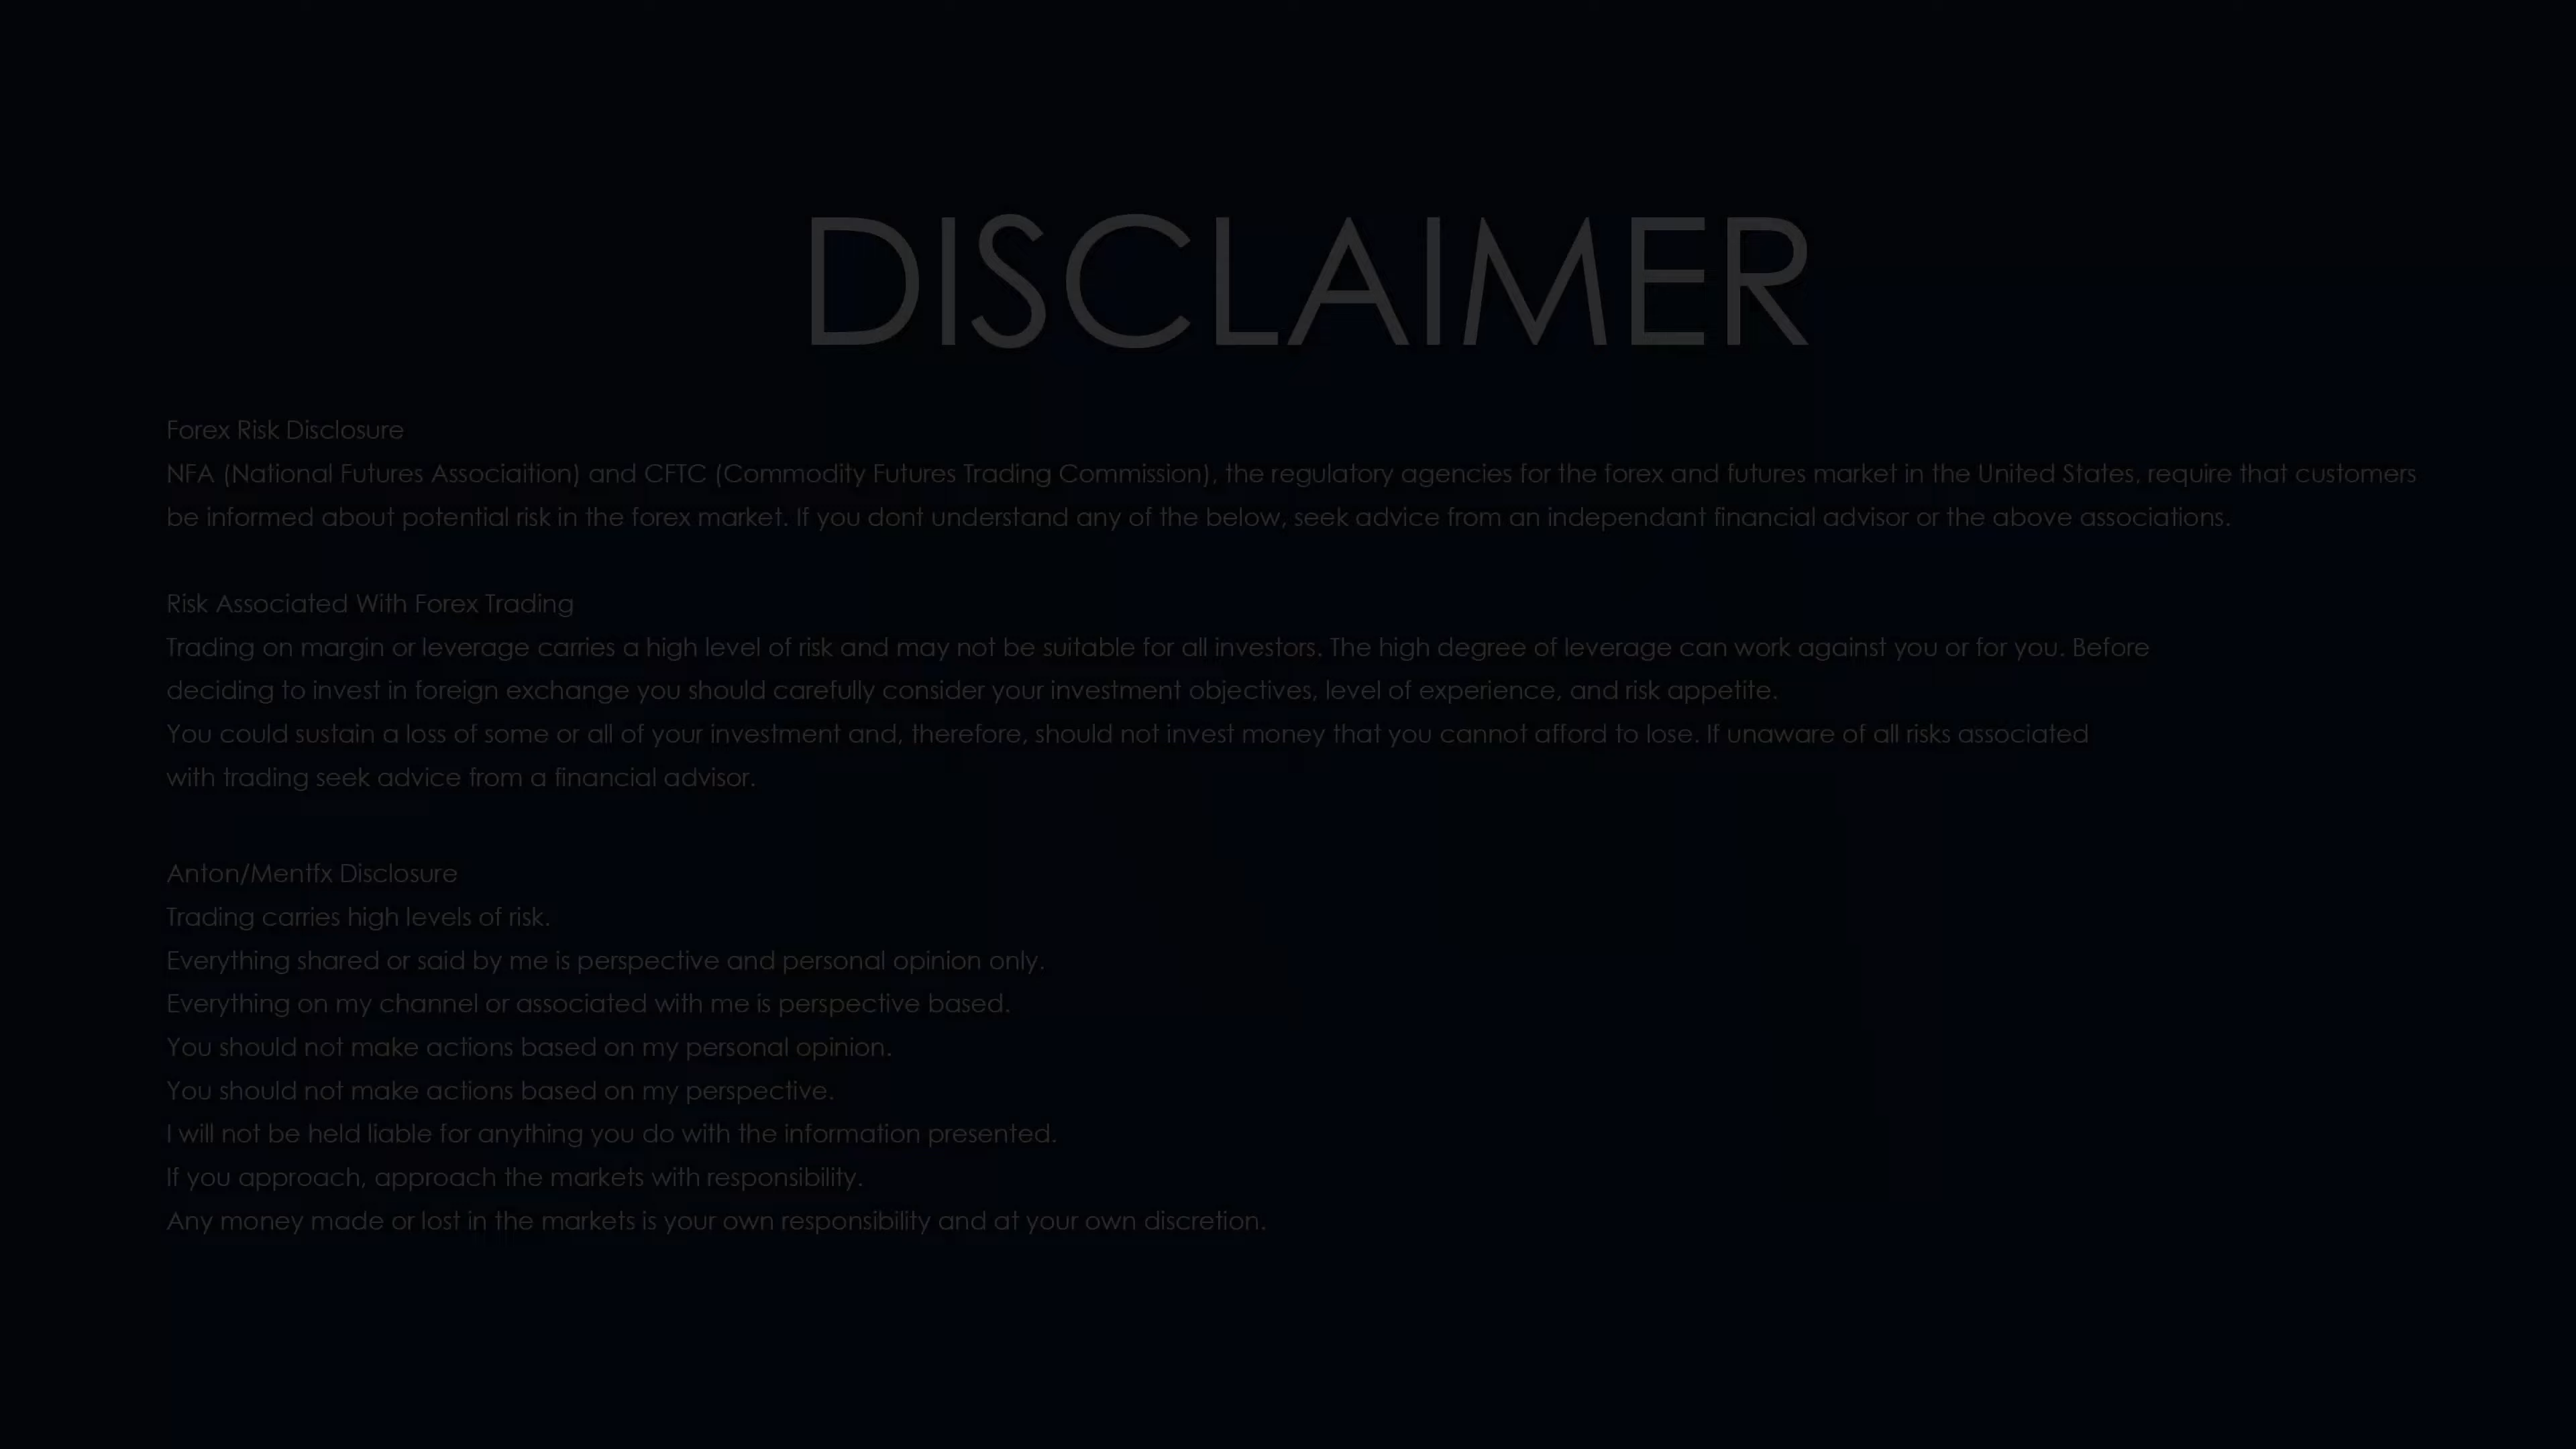 DISCLAIMER
Forex Risk Disclosure
NFA (National Futures Associaition) and CFTC (Commodity Futures Trading Commission), the regulatory agencies for the forex and futures market in the United States, require that customers
be informed about potential risk in the forex market. If you dont understand any of the below, seek advice from an independant financial advisor or the above associations.
Risk Associated With Forex Trading
Trading on margin or leverage carries a high level of risk and may not be suitable for all investors. The high degree of leverage can work against you or for you. Before
deciding to invest in foreign exchange you should carefully consider your investment objectives, level of experience, and risk appetite.
You could sustain a loss of some or all of your investment and, therefore, should not invest money that you cannot afford to lose. If unaware of all risks associated
with trading seek advice from a financial advisor.
Anton/Mentfx Disclosure
Trading carries high levels of risk.
Everything shared or said by me is perspective and personal opinion only.
Everything on my channel or associated with me is perspective based.
You should not make actions based on my personal opinion.
You should not make actions based on my perspective.
I will not be held liable for anything you do with the information presented.
If you approach, approach the markets with responsibility.
Any money made or lost in the markets is your own responsibility and at your own discretion.